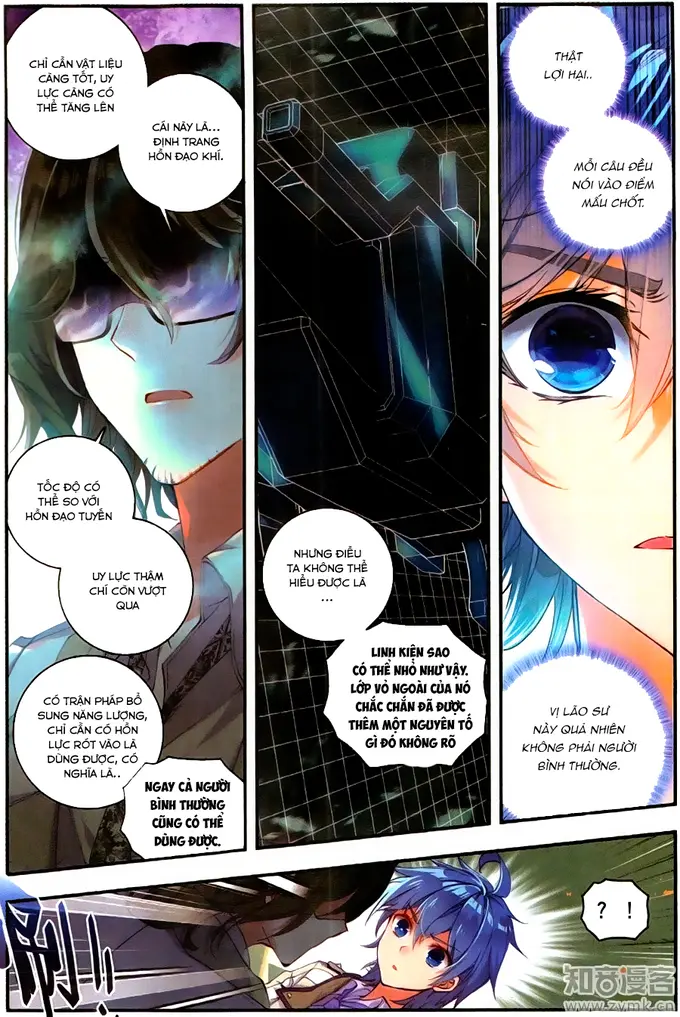 CHỈ CẦN VẬT LIỆU
CÀNG TỐT, UY
LỰC CÀNG CÓ
THỂ TĂNG LÊN
CÁI NÀY LÀ...
ĐỊNH TRANG
HỒN ĐẠO KHÍ.
TỐC ĐỘ CÓ
THỂ SO VỚI
HỒN ĐẠO TUYẾN
UY LỰC THẬM
CHÍ CÒN VƯỢT
QUA
CÓ TRẬN PHÁP BỔ
SUNG NĂNG LƯỢNG,
CHỈ CẦN CÓ HỒN
LỰC RÓT VÀO LÀ
DÙNG ĐƯỢC, CÓ
NGHĨA LÀ..
NGAY CẢ NGƯỜI
BÌNH THƯỜNG
CŨNG CÓ THỂ
DÙNG ĐƯỢC.
NHƯNG ĐIỀU
TA KHÔNG THỂ
HIỂU ĐƯỢC LÀ
...
LINH KIỆN SAO
CÓ THỂ NHỎ NHƯ VẬY.
LỚP VỎ NGOÀI CỦA NÓ
CHẮC CHẮN ĐÃ ĐƯỢC
THÊM MỘT NGUYÊN TỐ
GÌ ĐÓ KHÔNG RÕ
THẬT
LỢI HẠI..
MỖI CÂU ĐỀU
NÓI VÀO ĐIỂM
MẤU CHỐT.
VỊ LÃO SƯ
NÀY QUẢ NHIÊN
KHÔNG PHẢI NGƯỜI
BÌNH THƯỜNG.
? !
知音漫客
www.zymk.cn